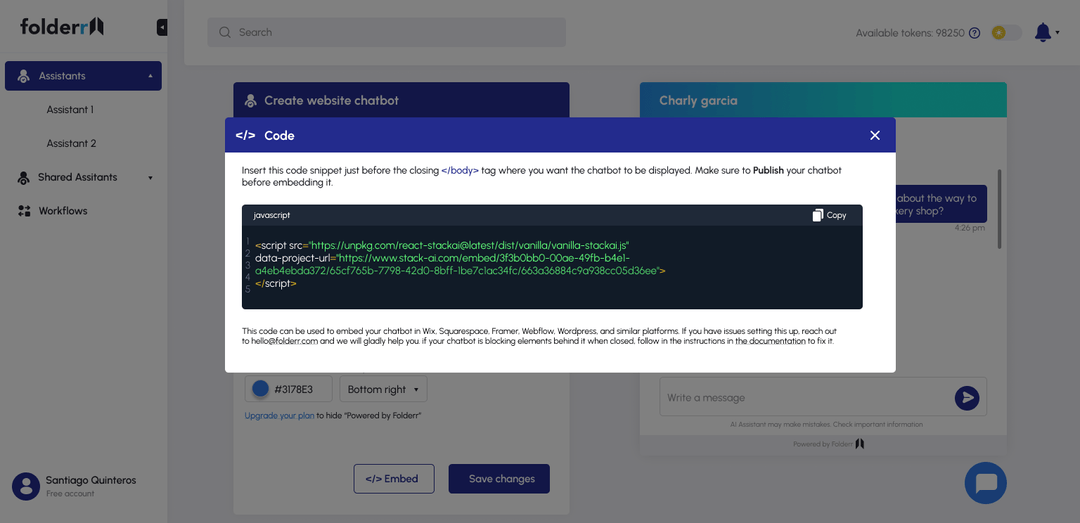 folderr
Search
Available tokens: 98250
Assistants
Assistant 1
Assistant 2
Shared Assitants
Workflows
Santiago Quinteros
Free account
Create website chatbot
Charly garcia
</> Code
Insert this code snippet just before the closing </body> tag where you want the chatbot to be displayed. Make sure to Publish your chatbot
before embedding it.
javascript
Copy
1
2
3
4
5
<script src="https://unpkg.com/react-stackai@latest/dist/vanilla/vanilla-stackai.js"
data-project-url="https://www.stack-ai.com/embed/3f3b0bb0-00ae-49fb-b4e1-
a4eb4ebda372/65cf765b-7798-42d0-8bff-1be7c1ac34fc/663a36884c9a938cc05d36ee">
</script>
This code can be used to embed your chatbot in Wix, Squarespace, Framer, Webflow, Wordpress, and similar platforms. If you have issues setting this up, reach out
to hello@folderr.com and we will gladly help you. if your chatbot is blocking elements behind it when closed, follow in the instructions in the documentation to fix it.
about the way to
kery shop?
4:26 pm
#3178E3
Bottom right
Upgrade your plan to hide "Powered by Folderr"
</> Embed
Save changes
Write a message
AI Assistant may make mistakes. Check important information
Powered by Folderr